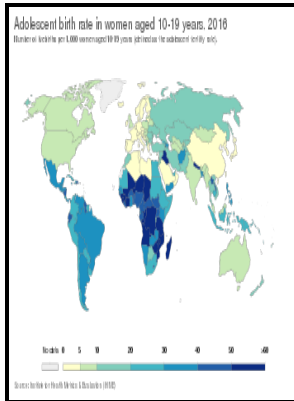 Adolescent birth rate in women aged 10-19 years, 2016
Number of births per 1,000 women aged 10-19 years (defined as the adolescent fertility rate).
No data 0 5 10 20 30 40 50 >60
Source: Institute for Health Metrics & Evaluation (IHME)